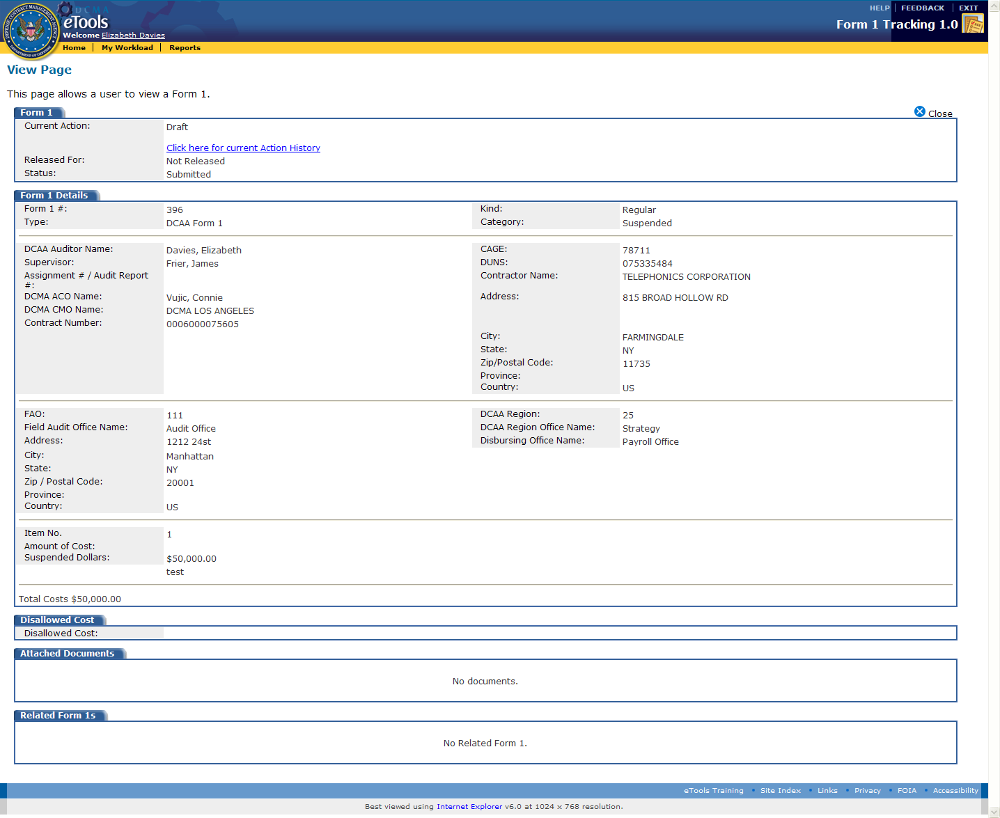 DCMA
eTools
Welcome Elizabeth Davies
HELP | FEEDBACK | EXIT
Form 1 Tracking 1.0
Home | My Workload | Reports
View Page
This page allows a user to view a Form 1.
Form 1
Close
Current Action: Draft
Click here for current Action History
Released For: Not Released
Status: Submitted
Form 1 Details
Form 1 #: 396 Kind: Regular
Type: DCAA Form 1 Category: Suspended
DCAA Auditor Name: Davies, Elizabeth CAGE: 78711
Supervisor: Frier, James DUNS: 075335484
Assignment # / Audit Report Contractor Name: TELEPHONICS CORPORATION
#:
DCMA ACO Name: Vujic, Connie Address: 815 BROAD HOLLOW RD
DCMA CMO Name: DCMA LOS ANGELES
Contract Number: 0006000075605
City: FARMINGDALE
State: NY
Zip/Postal Code: 11735
Province:
Country: US
FAO: 111 DCAA Region: 25
Field Audit Office Name: Audit Office DCAA Region Office Name: Strategy
Address: 1212 24st Disbursing Office Name: Payroll Office
City: Manhattan
State: NY
Zip / Postal Code: 20001
Province:
Country: US
Item No. 1
Amount of Cost:
Suspended Dollars: $50,000.00
test
Total Costs $50,000.00
Disallowed Cost
Disallowed Cost:
Attached Documents
No documents.
Related Form 1s
No Related Form 1.
eTools Training • Site Index • Links • Privacy • FOIA • Accessibility
Best viewed using Internet Explorer v6.0 at 1024 x 768 resolution.